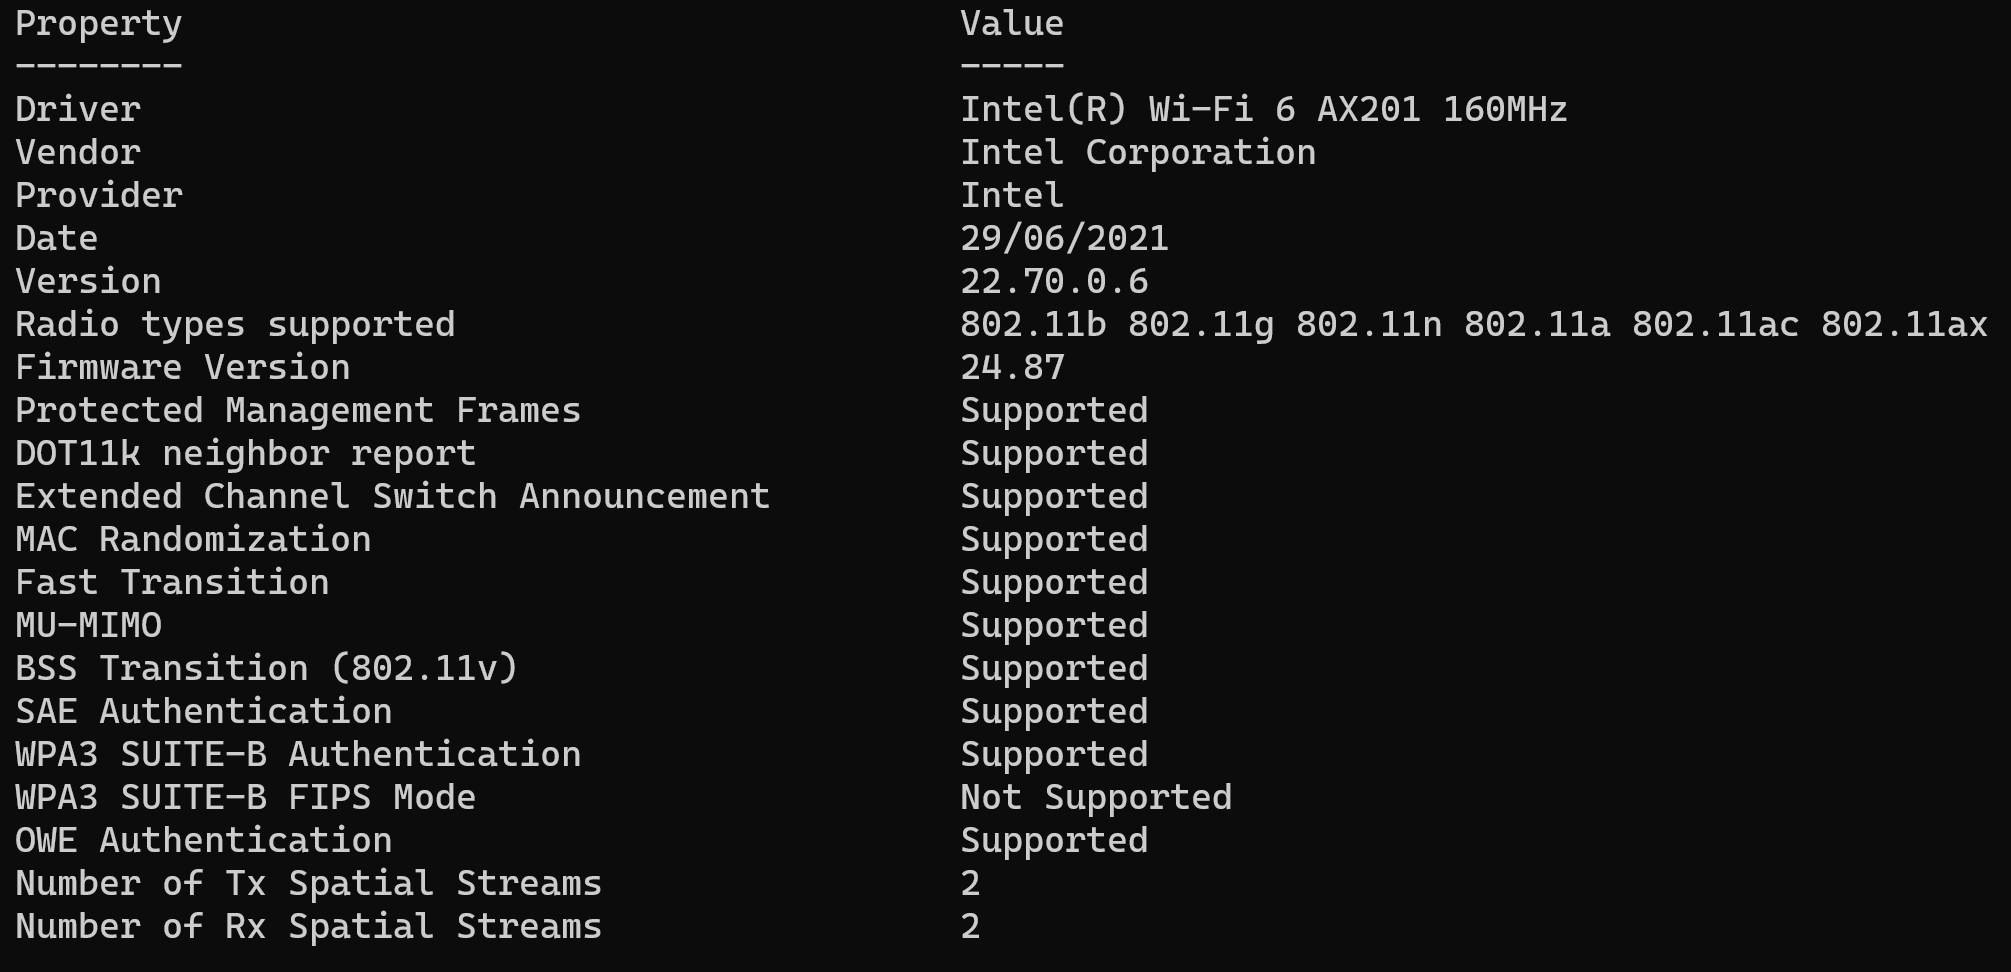 Property Value
-------- -----
Driver Intel(R) Wi-Fi 6 AX201 160MHz
Vendor Intel Corporation
Provider Intel
Date 29/06/2021
Version 22.70.0.6
Radio types supported 802.11b 802.11g 802.11n 802.11a 802.11ac 802.11ax
Firmware Version 24.87
Protected Management Frames Supported
DOT11k neighbor report Supported
Extended Channel Switch Announcement Supported
MAC Randomization Supported
Fast Transition Supported
MU-MIMO Supported
BSS Transition (802.11v) Supported
SAE Authentication Supported
WPA3 SUITE-B Authentication Supported
WPA3 SUITE-B FIPS Mode Not Supported
OWE Authentication Supported
Number of Tx Spatial Streams 2
Number of Rx Spatial Streams 2